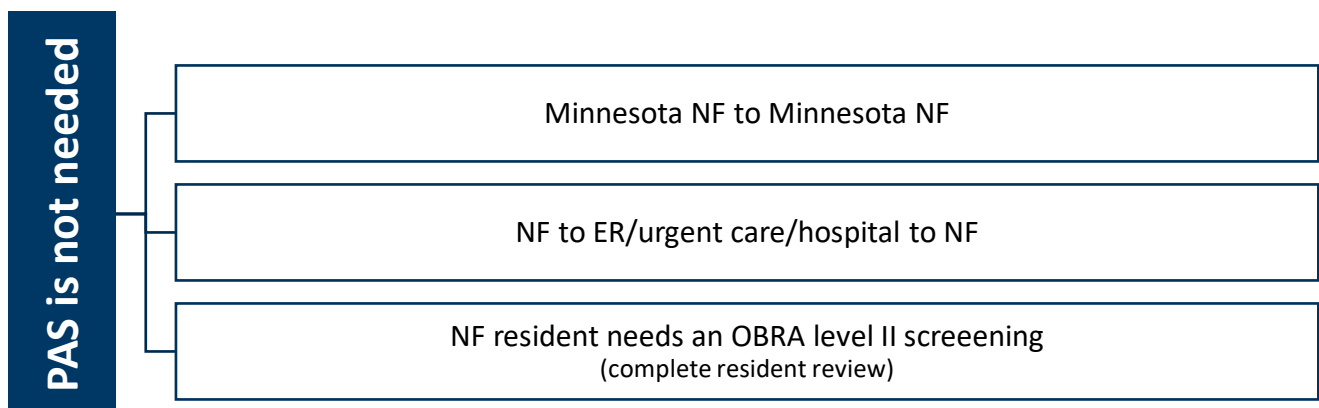 PAS is not needed
Minnesota NF to Minnesota NF
NF to ER/urgent care/hospital to NF
NF resident needs an OBRA level II screeening
(complete resident review)